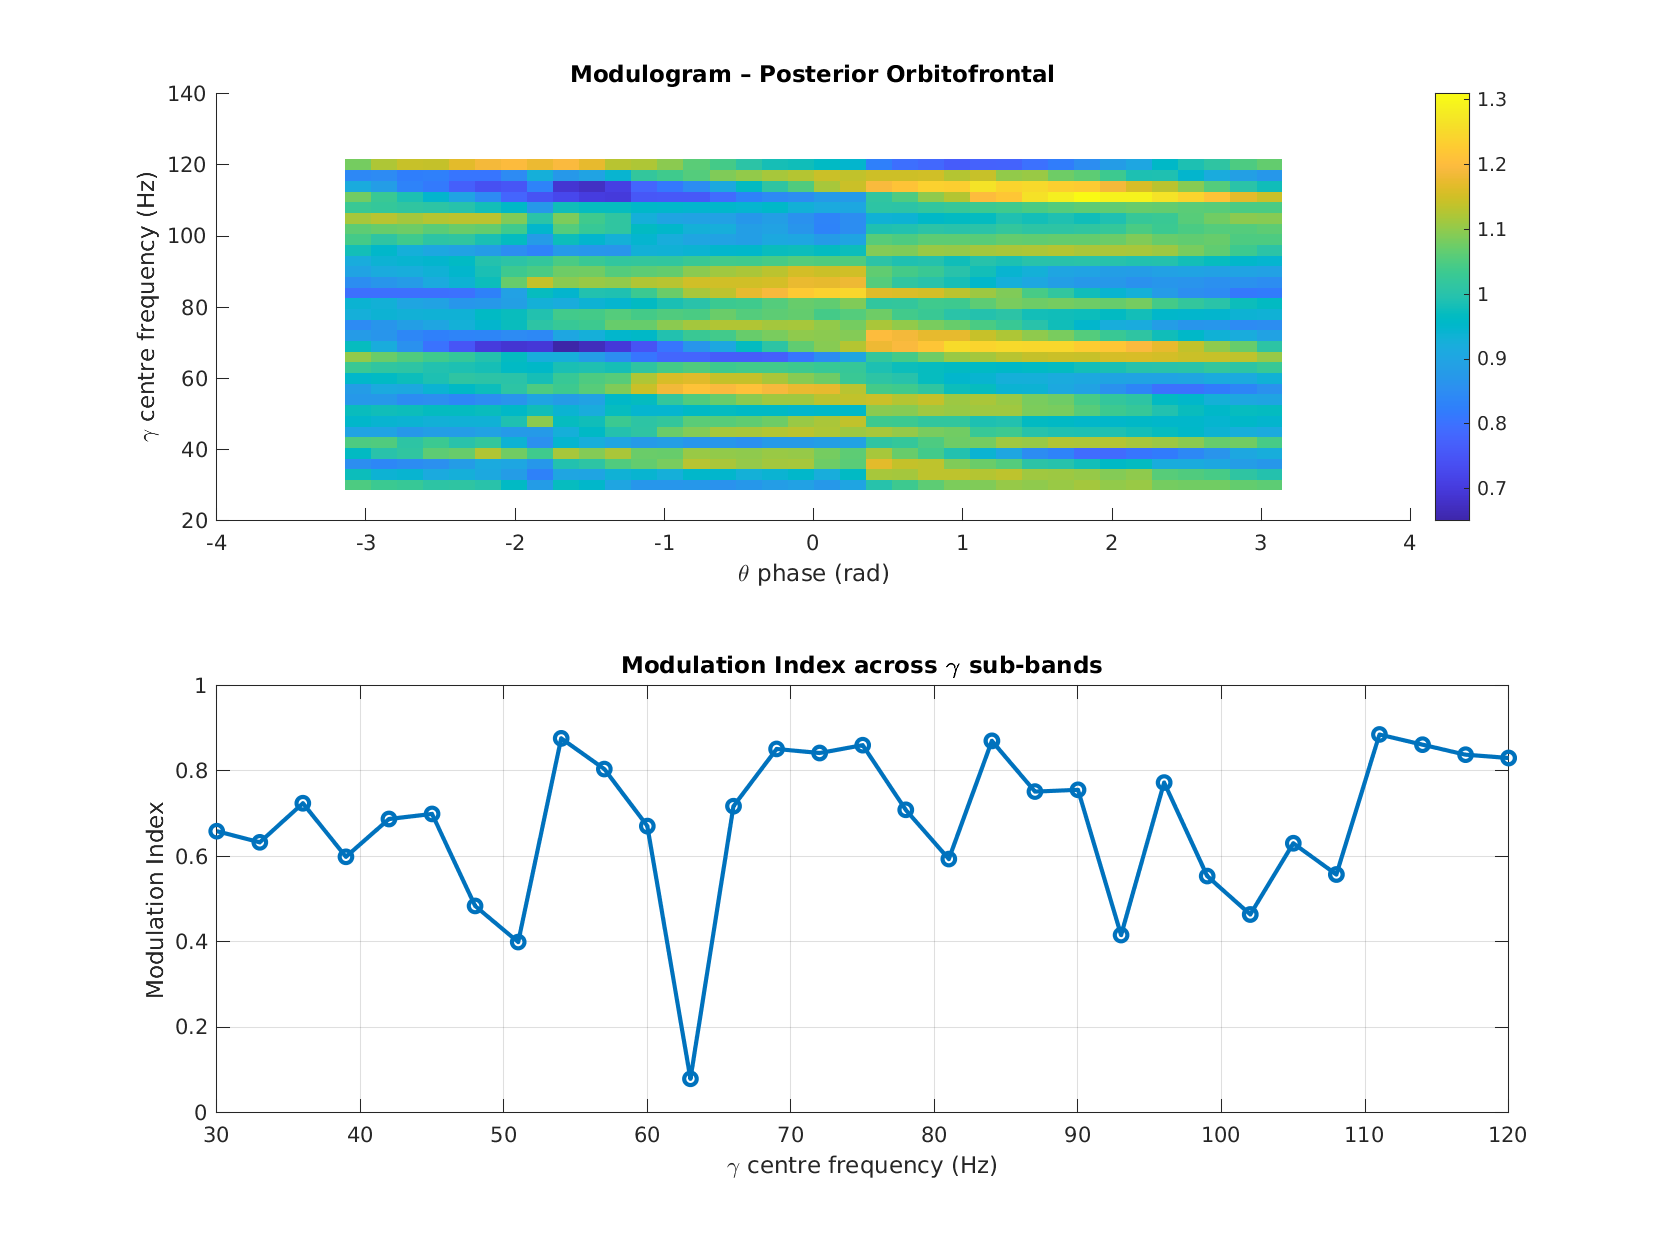 Modulogram – Posterior Orbitofrontal
γ centre frequency (Hz)
140
120
100
80
60
40
20
-4 -3 -2 -1 0 1 2 3 4
θ phase (rad)
1.3
1.2
1.1
1
0.9
0.8
0.7
Modulation Index across γ sub-bands
Modulation Index
1
0.8
0.6
0.4
0.2
0
30 40 50 60 70 80 90 100 110 120
γ centre frequency (Hz)